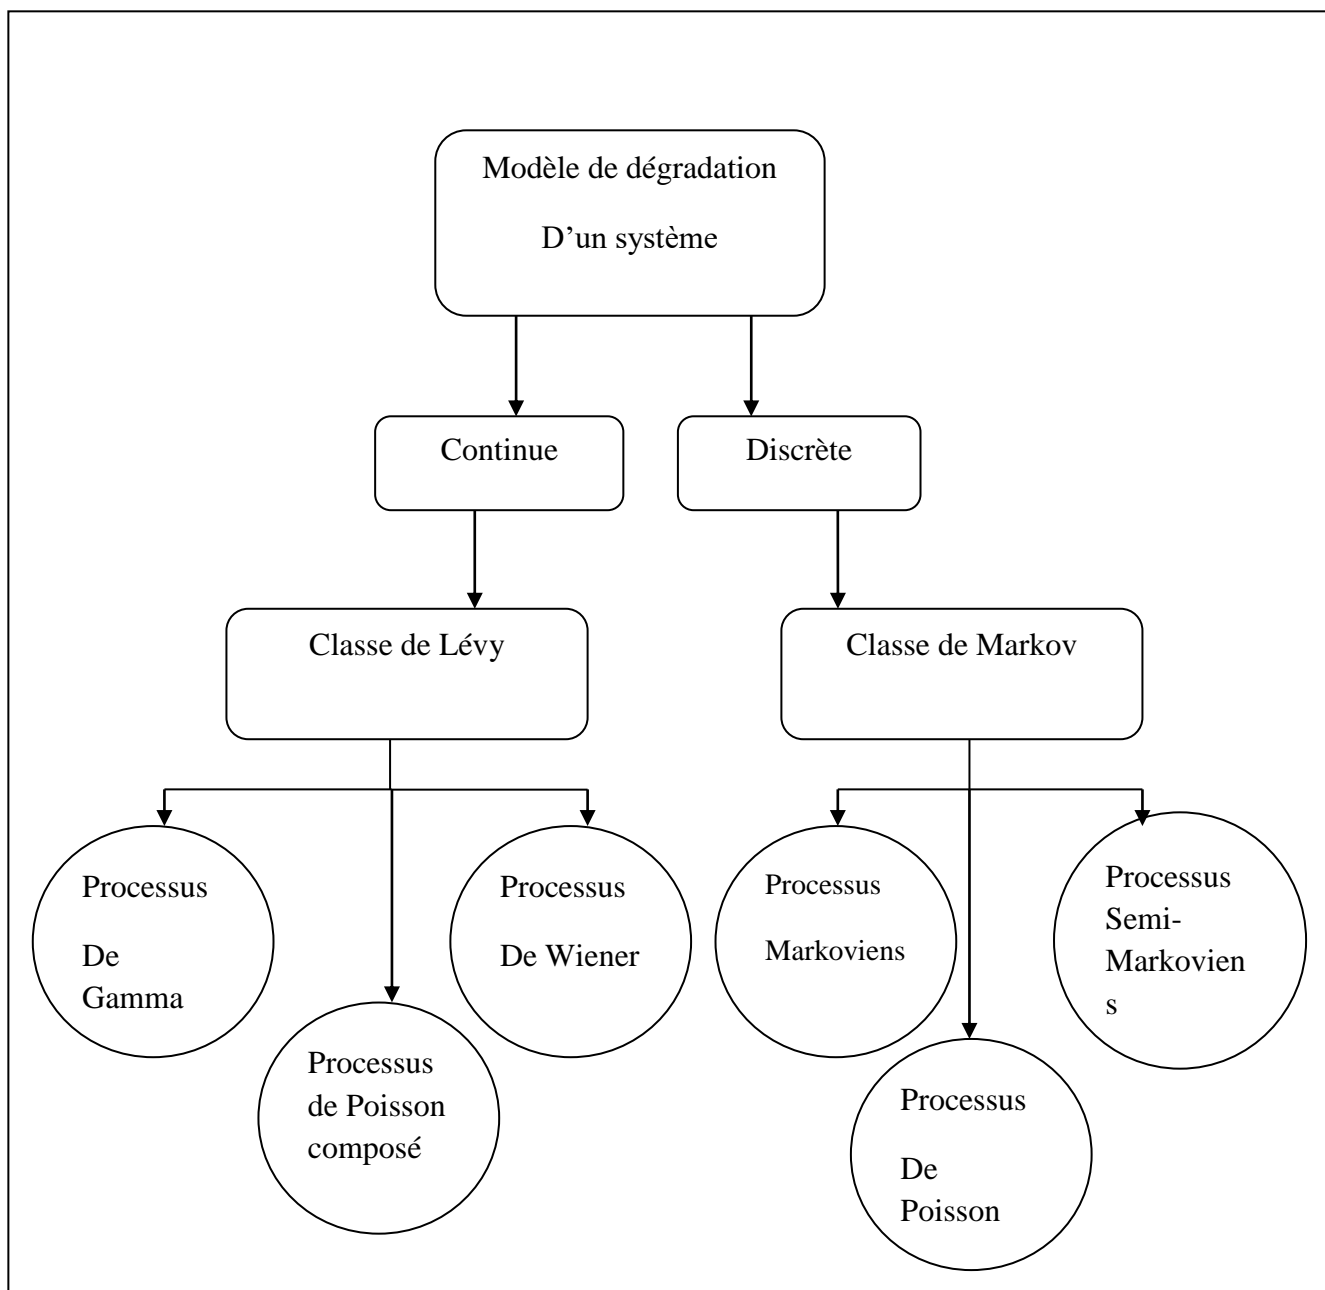 Modèle de dégradation
D’un système
Continue
Discrète
Classe de Lévy
Classe de Markov
Processus
De
Gamma
Processus
de Poisson
composé
Processus
De Wiener
Processus
Markoviens
Processus
De
Poisson
Processus
Semi-
Markovien
s